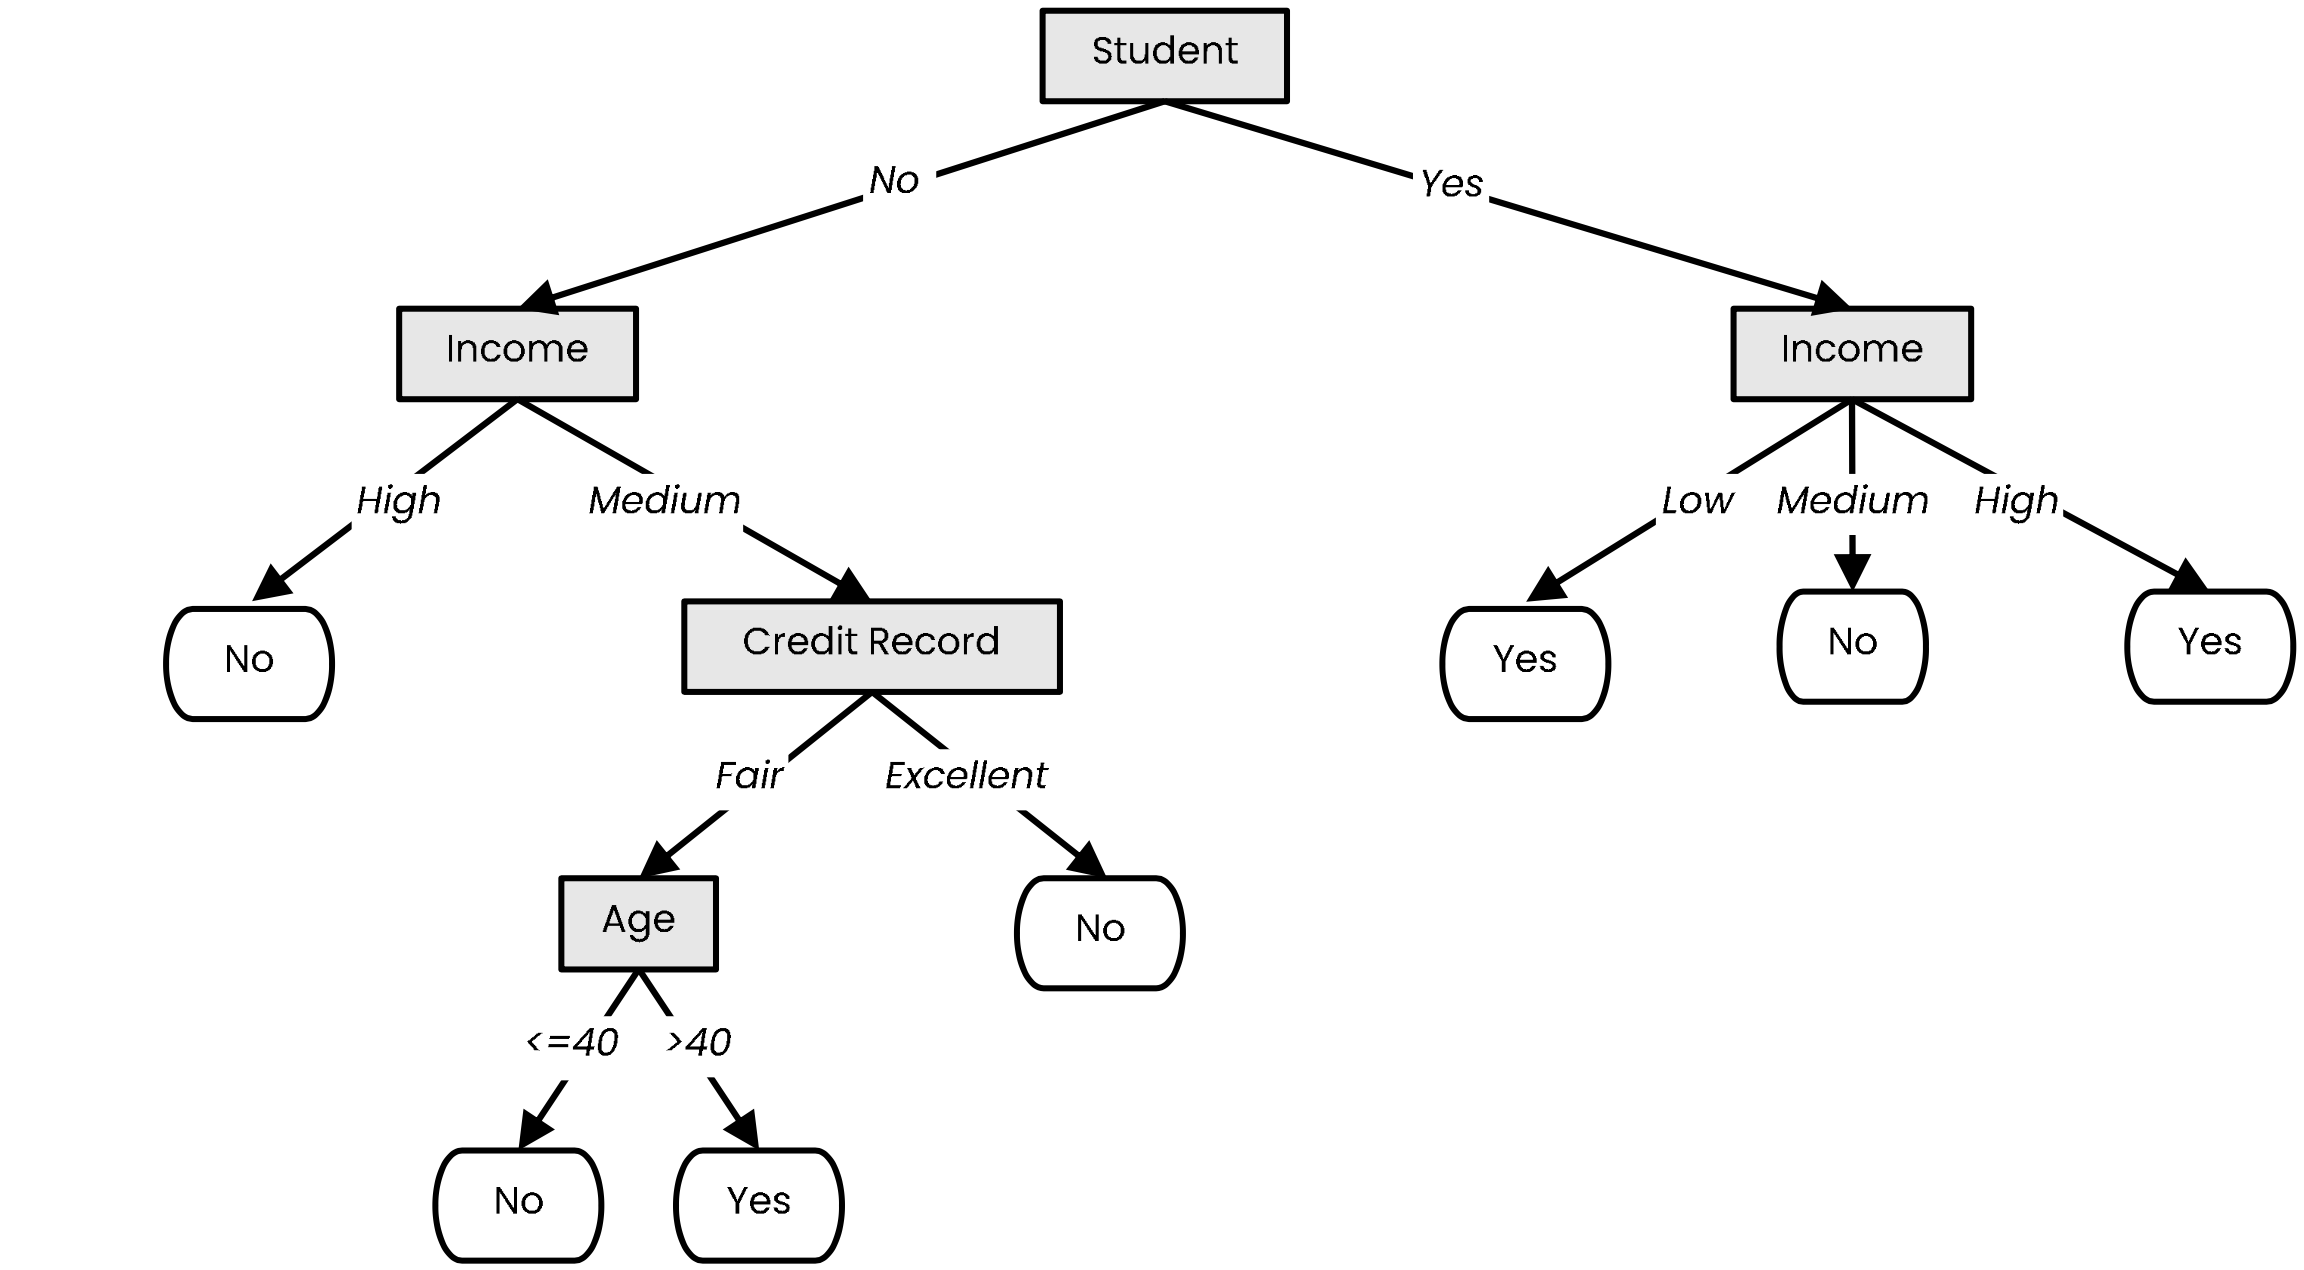 Student
No
Yes
Income
Income
High
Medium
Low
Medium
High
No
Credit Record
Yes
No
Yes
Fair
Excellent
Age
No
<=40
>40
No
Yes